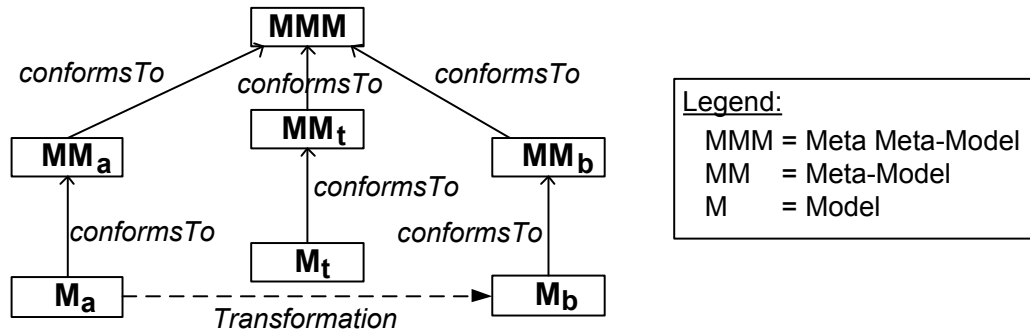 MMM
conformsTo
conformsTo
conformsTo
MMa
MMt
MMb
conformsTo
conformsTo
conformsTo
Ma
Mt
Mb
Transformation
Legend:
MMM = Meta Meta-Model
MM = Meta-Model
M = Model